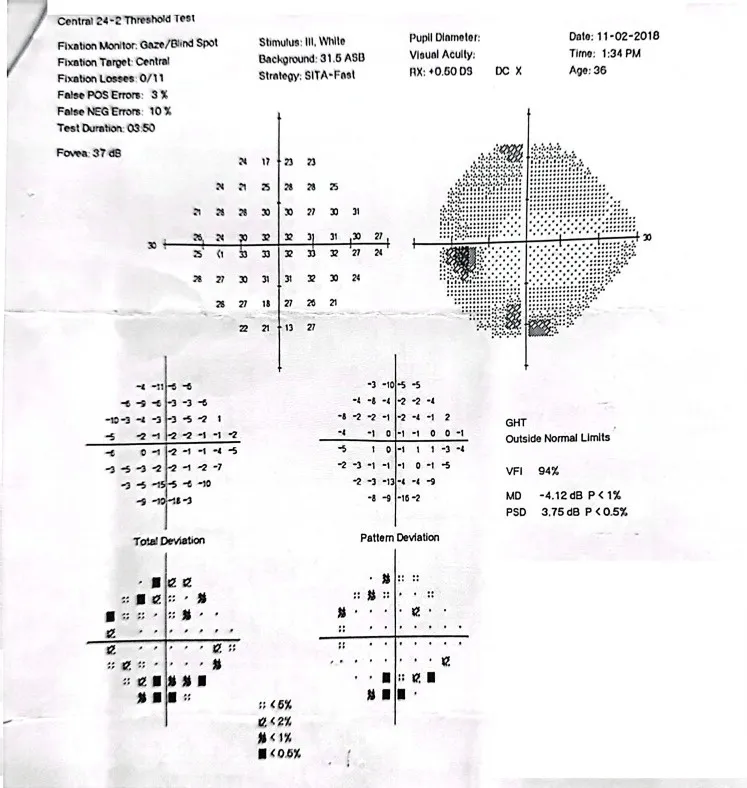 Central 24-2 Threshold Test
Fixation Monitor: Gaze/Blind Spot
Fixation Target: Central
Fixation Losses: 0/11
False POS Errors: 3 %
False NEG Errors: 10 %
Test Duration: 03:50
Fovea: 37 dB
Stimulus: III, White
Background: 31.5 ASB
Strategy: SITA-Fast
Pupil Diameter:
Visual Acuity:
RX: +0.50 DS DC X
Date: 11-02-2018
Time: 1:34 PM
Age: 36
24 17 23 23
24 21 25 28 28 25
21 28 28 30 30 27 30 31
30 26 24 30 32 32 31 31 30 27
25 <1 33 33 32 33 32 27 24
28 27 30 31 31 32 30 24
26 27 18 27 26 21
22 21 13 27
30
-4 -11 -6 -6
-6 -9 -6 -3 -3 -6
-10 -3 -4 -3 -3 -5 -2 1
-5 -2 -1 -2 -2 -1 -1 -2
-6 0 -1 -2 -1 -1 -4 -5
-3 -5 -3 -2 -2 -1 -2 -7
-3 -5 -15 -5 -6 -10
-9 -10 -18 -3
Total Deviation
-3 -10 -5 -5
-4 -8 -4 -2 -2 -4
-8 -2 -2 -1 -2 -4 -1 2
-4 -1 0 -1 -1 0 0 -1
-5 1 0 -1 1 1 -3 -4
-2 -3 -1 -1 -1 0 -1 -5
-2 -3 -13 -4 -4 -9
-8 -9 -16 -2
Pattern Deviation
GHT
Outside Normal Limits
VFI 94%
MD -4.12 dB P < 1%
PSD 3.75 dB P < 0.5%
< 5%
< 2%
< 1%
< 0.5%